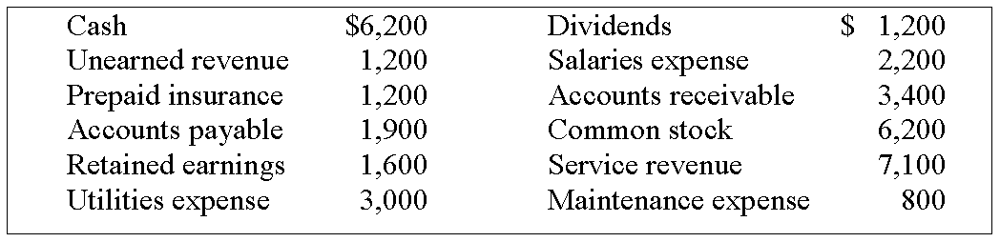 Cash $6,200 Dividends $ 1,200
Unearned revenue 1,200 Salaries expense 2,200
Prepaid insurance 1,200 Accounts receivable 3,400
Accounts payable 1,900 Common stock 6,200
Retained earnings 1,600 Service revenue 7,100
Utilities expense 3,000 Maintenance expense 800